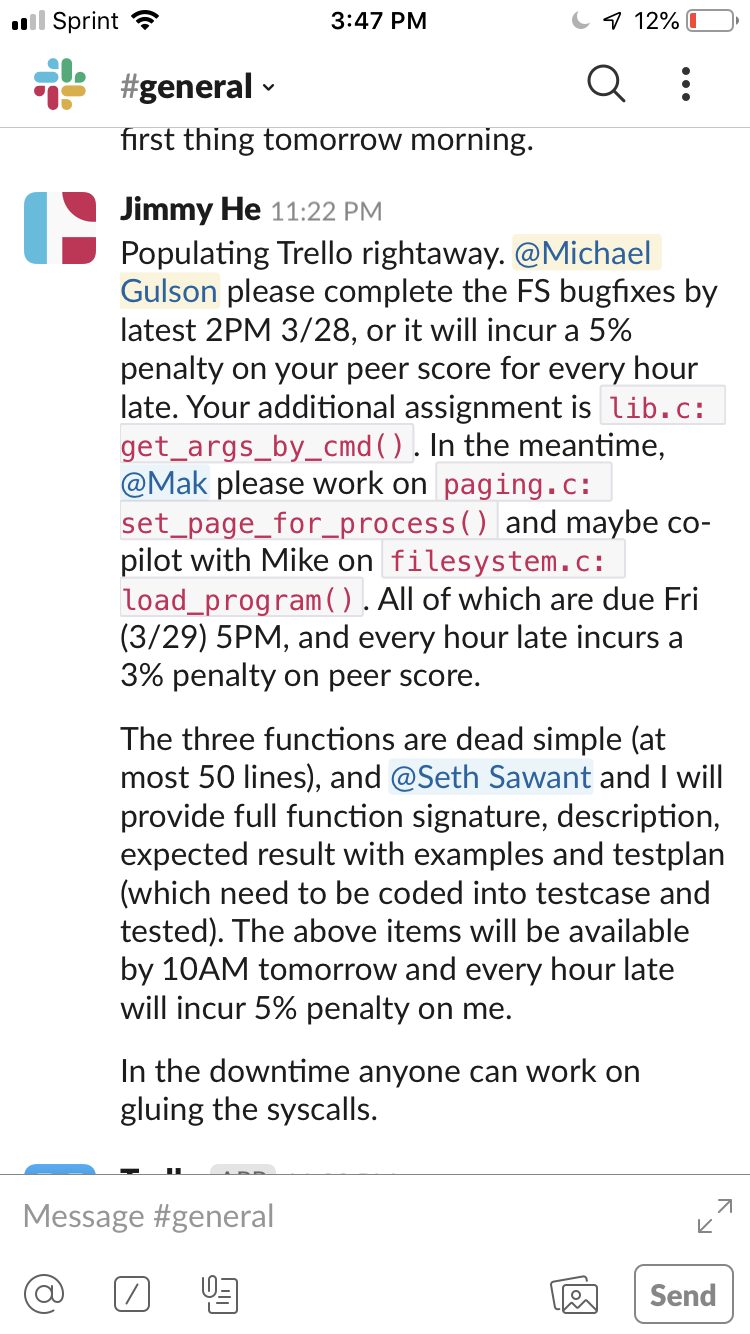 Sprint 3:47 PM 12%
#general
first thing tomorrow morning.
Jimmy He 11:22 PM
Populating Trello rightaway. @Michael
Gulson please complete the FS bugfixes by
latest 2PM 3/28, or it will incur a 5%
penalty on your peer score for every hour
late. Your additional assignment is lib.c:
get_args_by_cmd(). In the meantime,
@Mak please work on paging.c:
set_page_for_process() and maybe co-
pilot with Mike on filesystem.c:
load_program(). All of which are due Fri
(3/29) 5PM, and every hour late incurs a
3% penalty on peer score.
The three functions are dead simple (at
most 50 lines), and @Seth Sawant and I will
provide full function signature, description,
expected result with examples and testplan
(which need to be coded into testcase and
tested). The above items will be available
by 10AM tomorrow and every hour late
will incur 5% penalty on me.
In the downtime anyone can work on
gluing the syscalls.
Message #general
Send